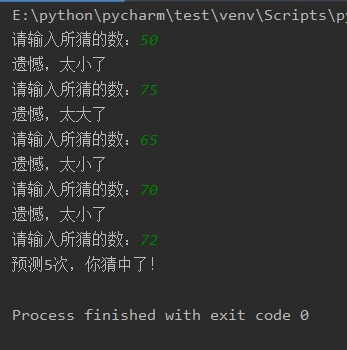 E:\python\pycharm\test\venv\Scripts\py
请输入所猜的数：50
遗憾，太小了
请输入所猜的数：75
遗憾，太大了
请输入所猜的数：65
遗憾，太小了
请输入所猜的数：70
遗憾，太小了
请输入所猜的数：72
预测5次，你猜中了!
Process finished with exit code 0